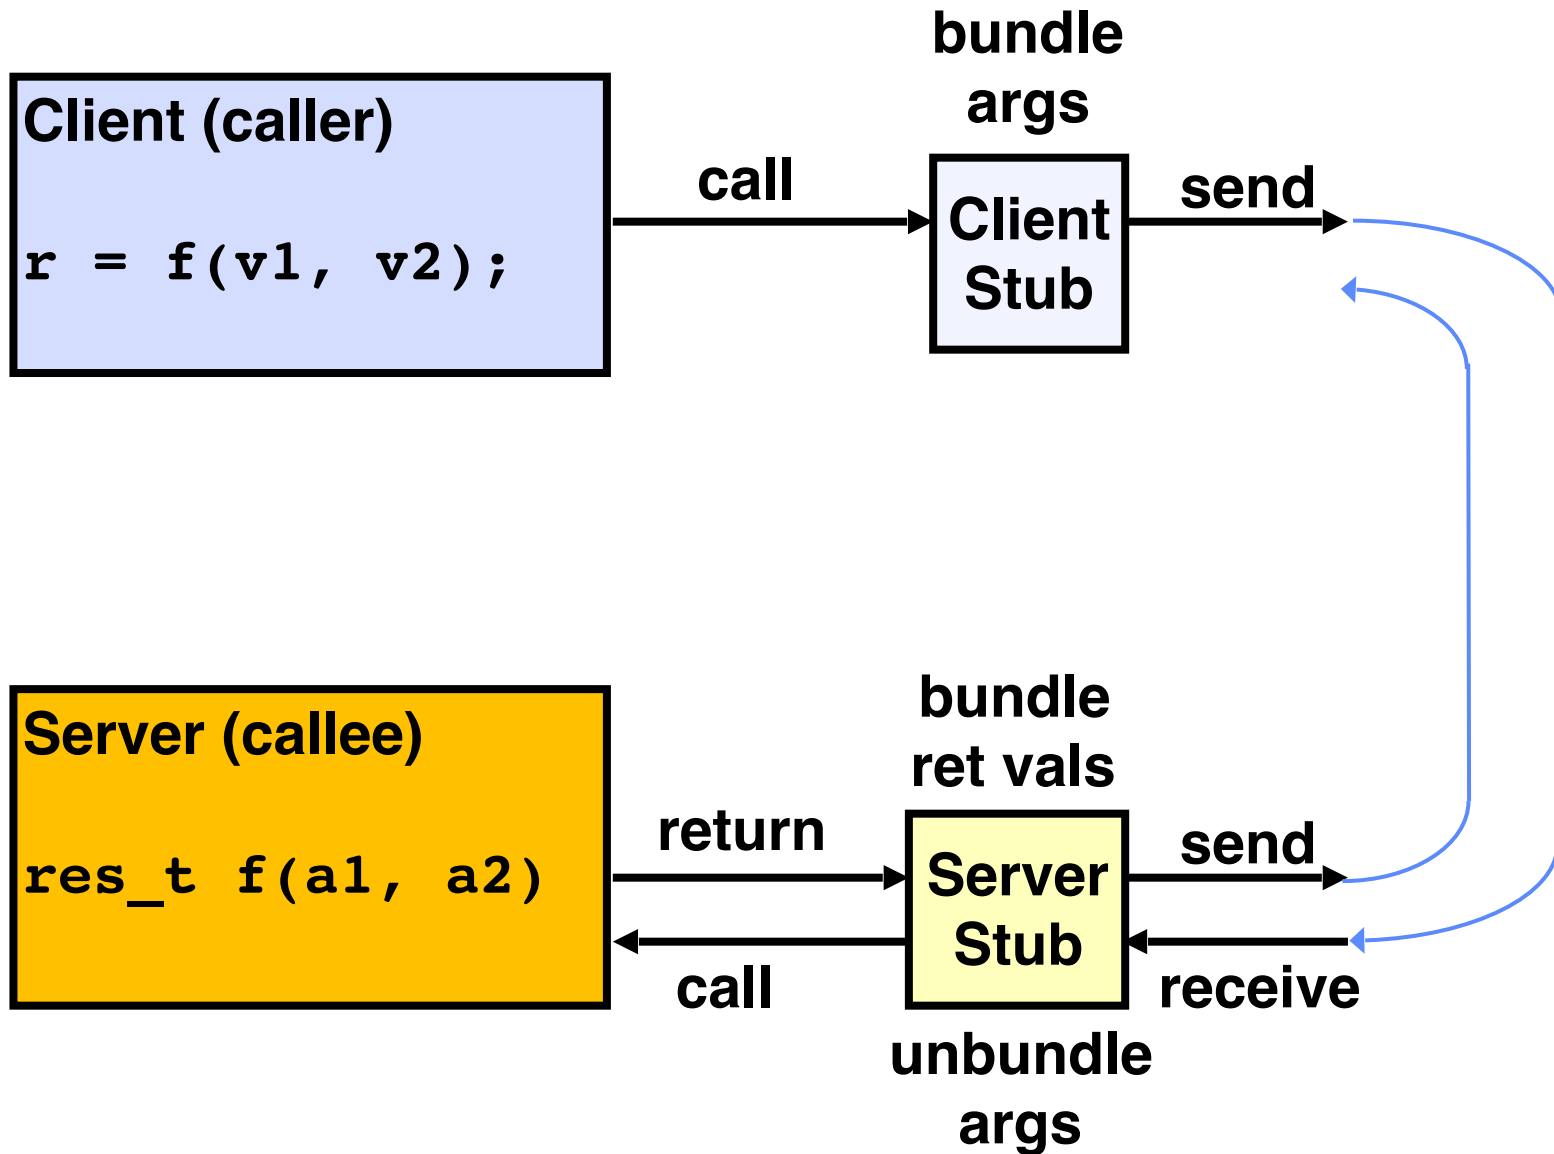 bundle
args
Client (caller)
call
send
Client
Stub
r = f(v1, v2);
bundle
ret vals
Server (callee)
return
send
Server
Stub
res_t f(a1, a2)
call
receive
unbundle
args